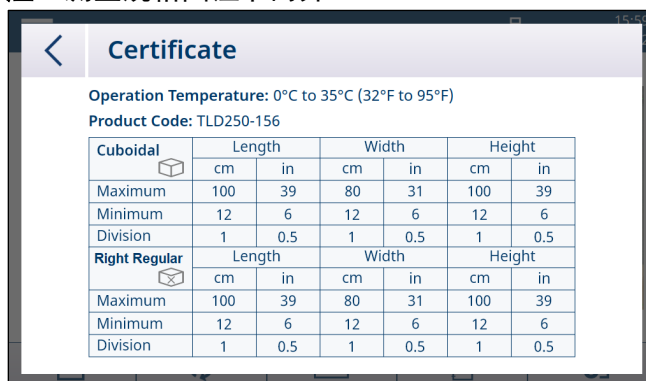 15:59
Certificate
Operation Temperature: 0°C to 35°C (32°F to 95°F)
Product Code: TLD250-156
Cuboidal Length Width Height
cm in cm in cm in
Maximum 100 39 80 31 100 39
Minimum 12 6 12 6 12 6
Division 1 0.5 1 0.5 1 0.5
Right Regular Length Width Height
cm in cm in cm in
Maximum 100 39 80 31 100 39
Minimum 12 6 12 6 12 6
Division 1 0.5 1 0.5 1 0.5